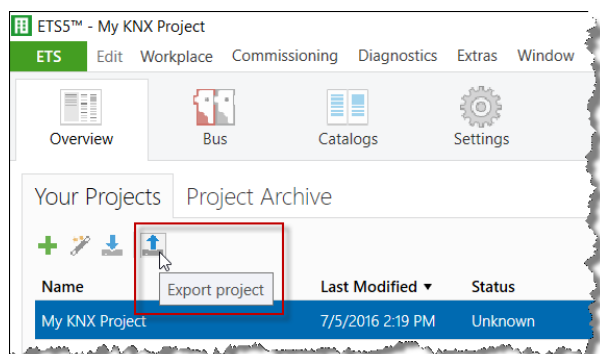 ETS5™ - My KNX Project
ETS Edit Workplace Commissioning Diagnostics Extras Window
Overview Bus Catalogs Settings
Your Projects Project Archive
Export project
Name Last Modified ▼ Status
My KNX Project 7/5/2016 2:19 PM Unknown